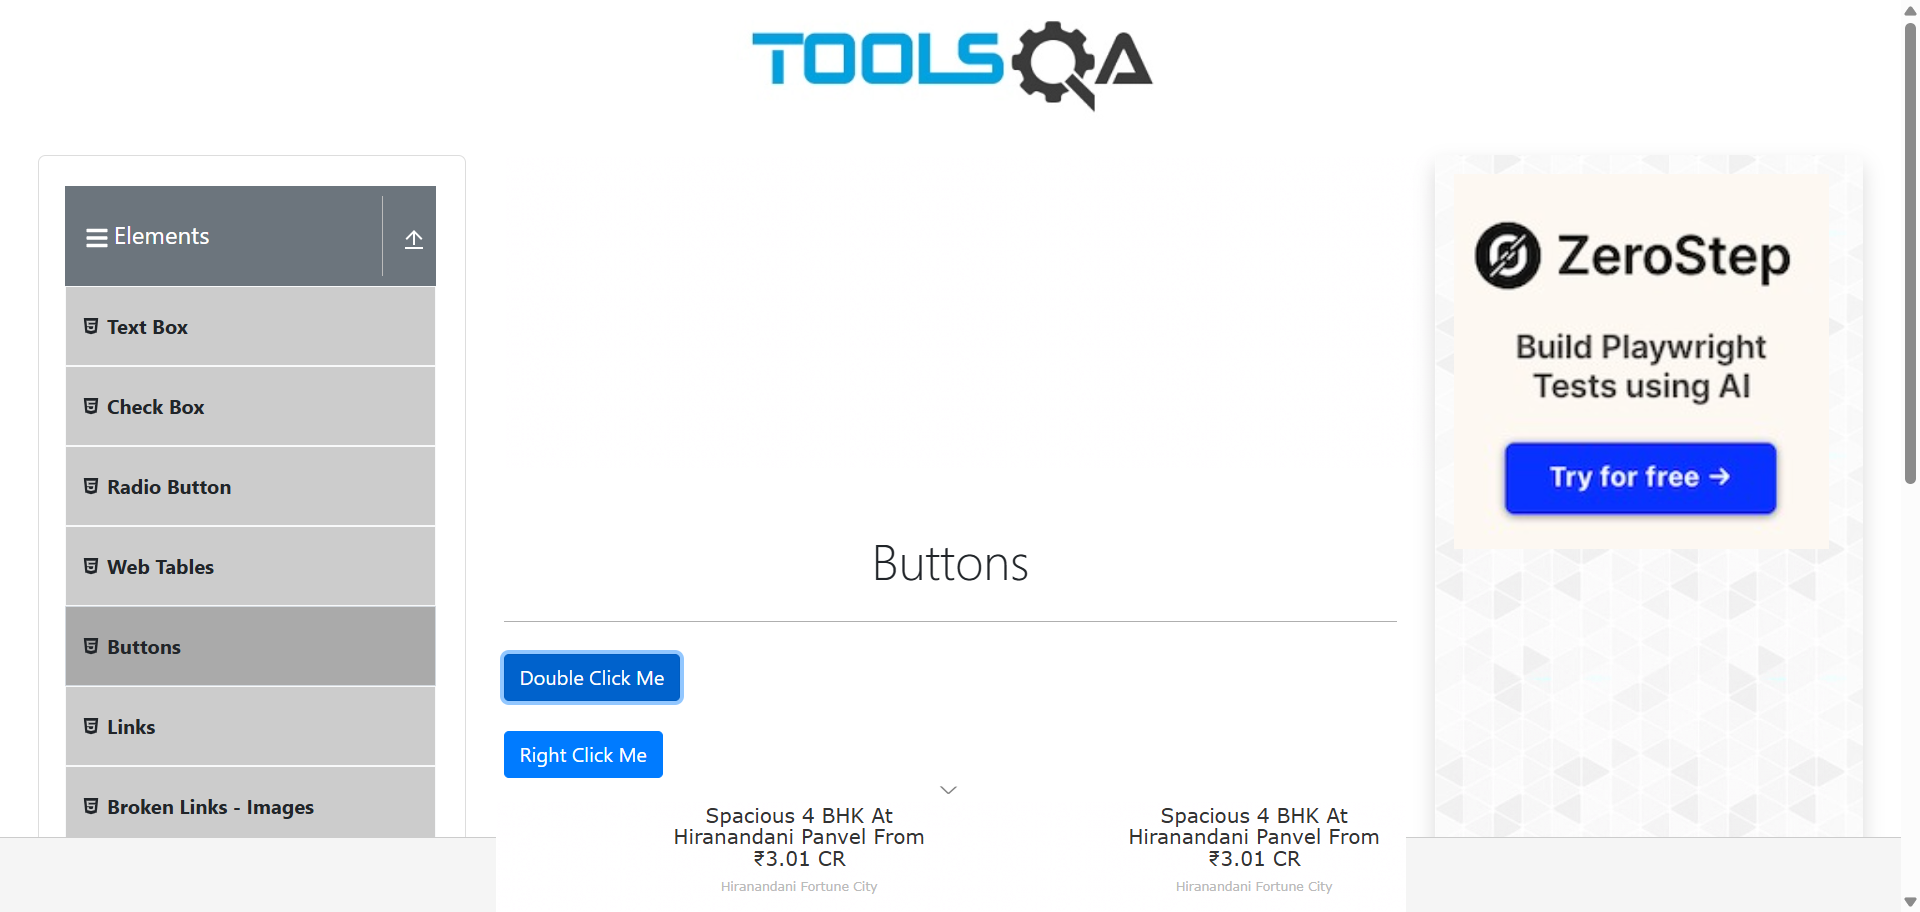 TOOLSQA
Elements
Text Box
Check Box
Radio Button
Web Tables
Buttons
Links
Broken Links - Images
Buttons
Double Click Me
Right Click Me
Spacious 4 BHK At
Hiranandani Panvel From
₹3.01 CR
Hiranandani Fortune City
Spacious 4 BHK At
Hiranandani Panvel From
₹3.01 CR
Hiranandani Fortune City
ZeroStep
Build Playwright
Tests using AI
Try for free →